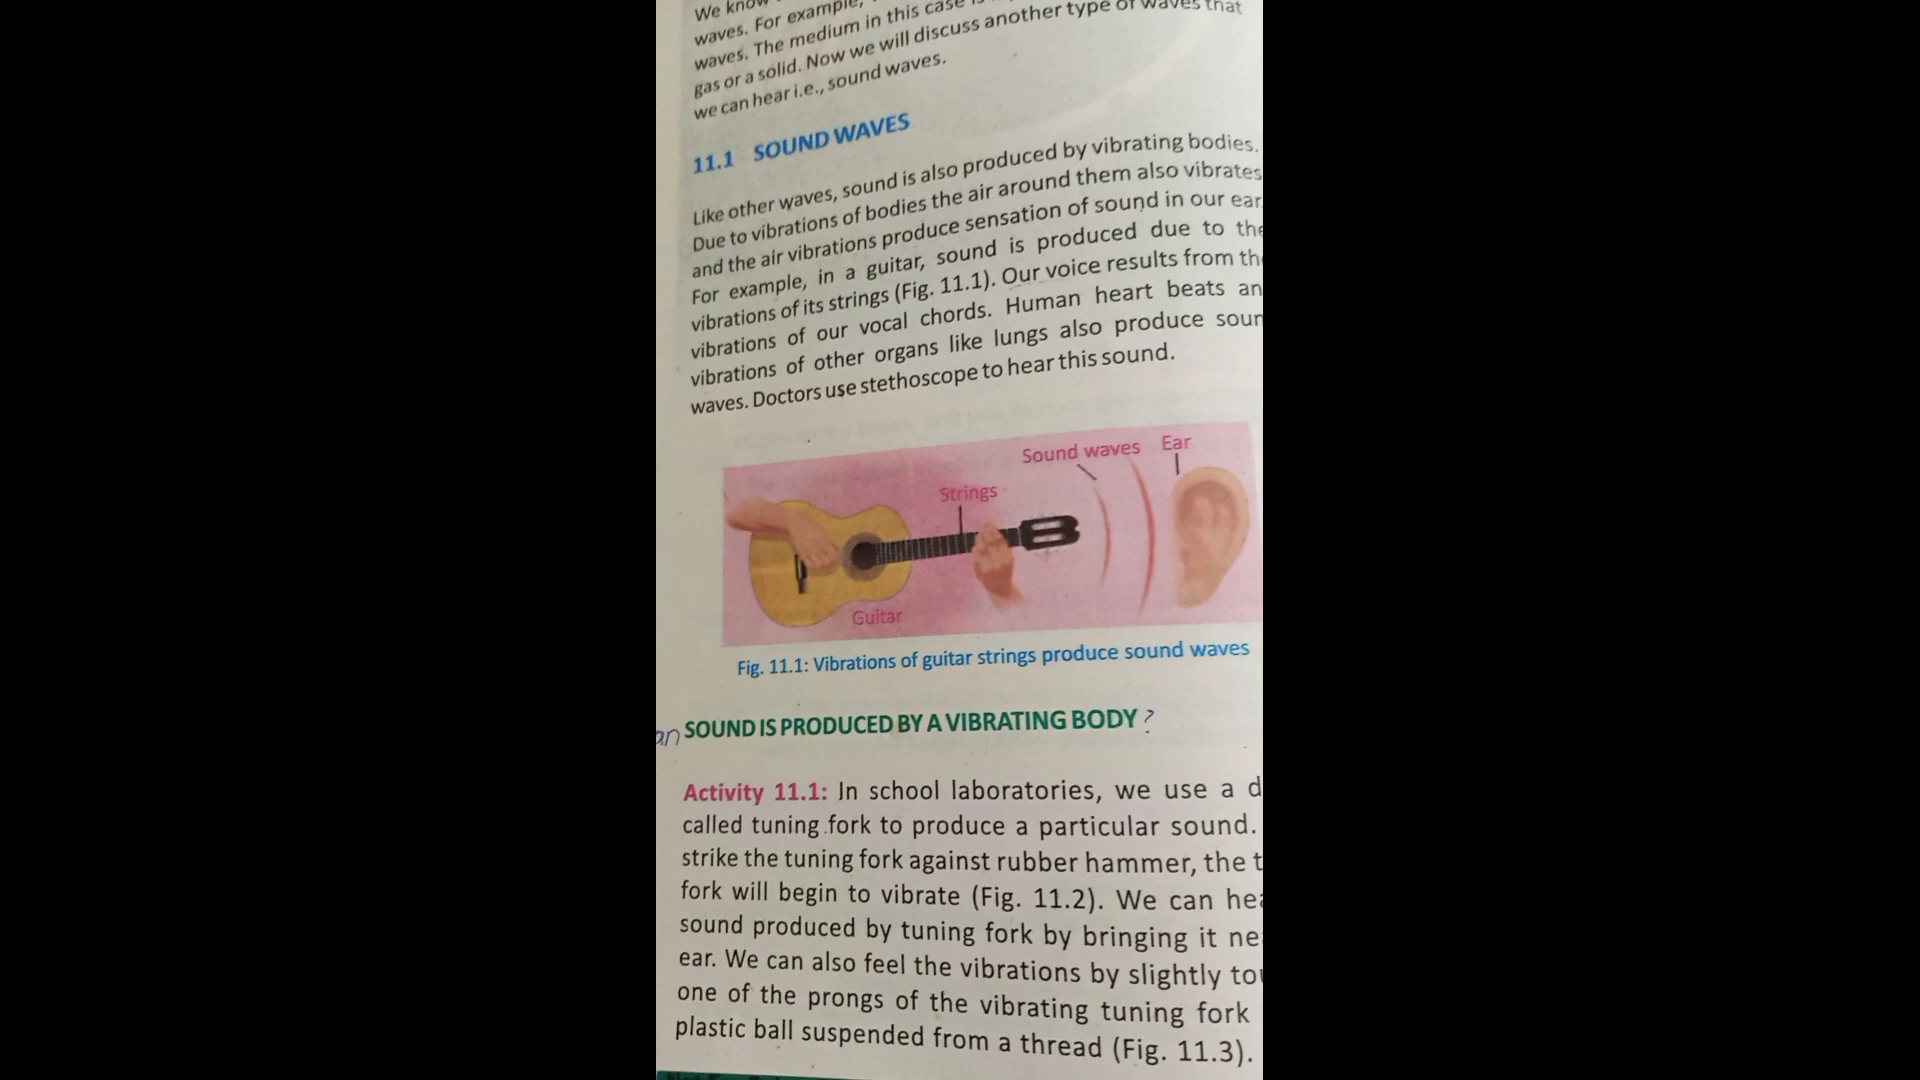 We know
waves. For example,
waves. The medium in this case
gas or a solid. Now we will discuss another type of waves that
we can hear i.e., sound waves.
11.1 SOUND WAVES
Like other waves, sound is also produced by vibrating bodies.
Due to vibrations of bodies the air around them also vibrates
and the air vibrations produce sensation of sound in our ear.
For example, in a guitar, sound is produced due to the
vibrations of its strings (Fig. 11.1). Our voice results from the
vibrations of our vocal chords. Human heart beats an
vibrations of other organs like lungs also produce soun
waves. Doctors use stethoscope to hear this sound.
Sound waves Ear
Strings
Guitar
Fig. 11.1: Vibrations of guitar strings produce sound waves
an SOUND IS PRODUCED BY A VIBRATING BODY ?
Activity 11.1: In school laboratories, we use a d
called tuning fork to produce a particular sound.
strike the tuning fork against rubber hammer, the t
fork will begin to vibrate (Fig. 11.2). We can hea
sound produced by tuning fork by bringing it ne
ear. We can also feel the vibrations by slightly to
one of the prongs of the vibrating tuning fork
plastic ball suspended from a thread (Fig. 11.3).